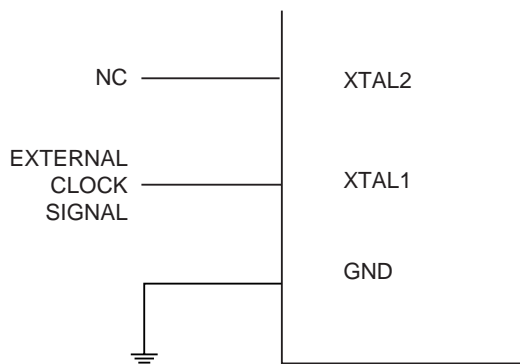 NC
XTAL2
EXTERNAL
CLOCK
SIGNAL
XTAL1
GND